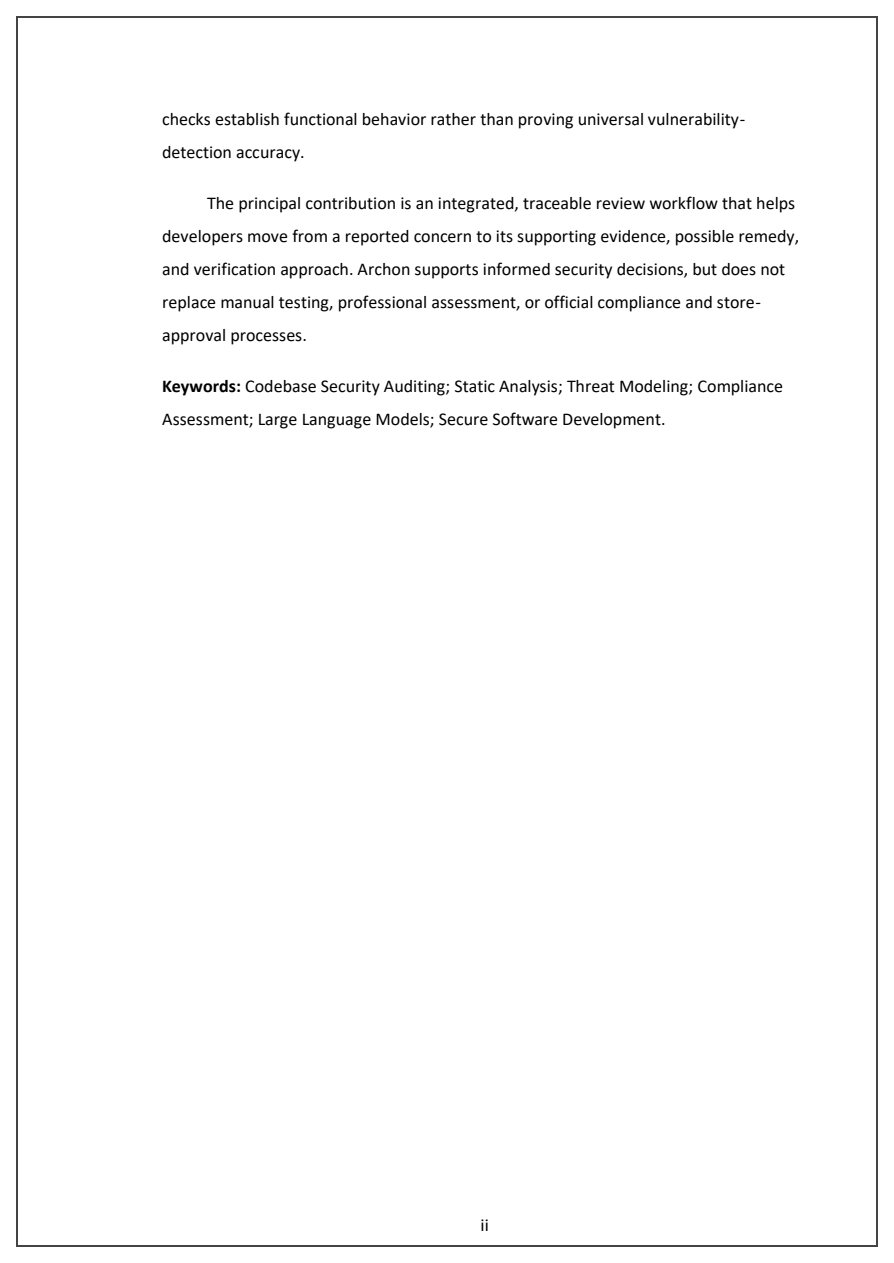 checks establish functional behavior rather than proving universal vulnerability-
detection accuracy.
The principal contribution is an integrated, traceable review workflow that helps
developers move from a reported concern to its supporting evidence, possible remedy,
and verification approach. Archon supports informed security decisions, but does not
replace manual testing, professional assessment, or official compliance and store-
approval processes.
Keywords: Codebase Security Auditing; Static Analysis; Threat Modeling; Compliance
Assessment; Large Language Models; Secure Software Development.
ii